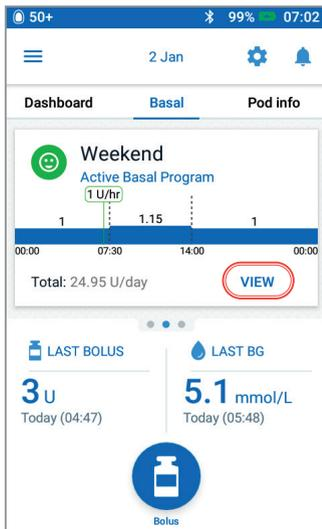 50+ 99% 07:02
2 Jan
Dashboard Basal Pod info
Weekend
Active Basal Program
1 U/hr
1 1.15 1
00:00 07:30 14:00 00:00
Total: 24.95 U/day VIEW
LAST BOLUS LAST BG
3 U 5.1 mmol/L
Today (04:47) Today (05:48)
Bolus